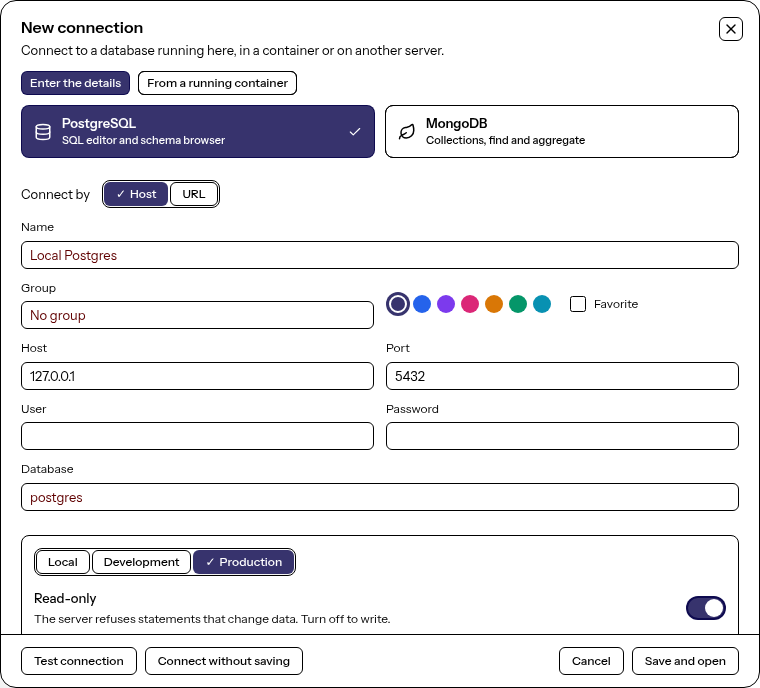 New connection
Connect to a database running here, in a container or on another server.
Enter the details
From a running container
PostgreSQL
SQL editor and schema browser
MongoDB
Collections, find and aggregate
Connect by
✓ Host
URL
Name
Local Postgres
Group
No group
Favorite
Host
Port
127.0.0.1
5432
User
Password
Database
postgres
Local
Development
✓ Production
Read-only
The server refuses statements that change data. Turn off to write.
Test connection
Connect without saving
Cancel
Save and open